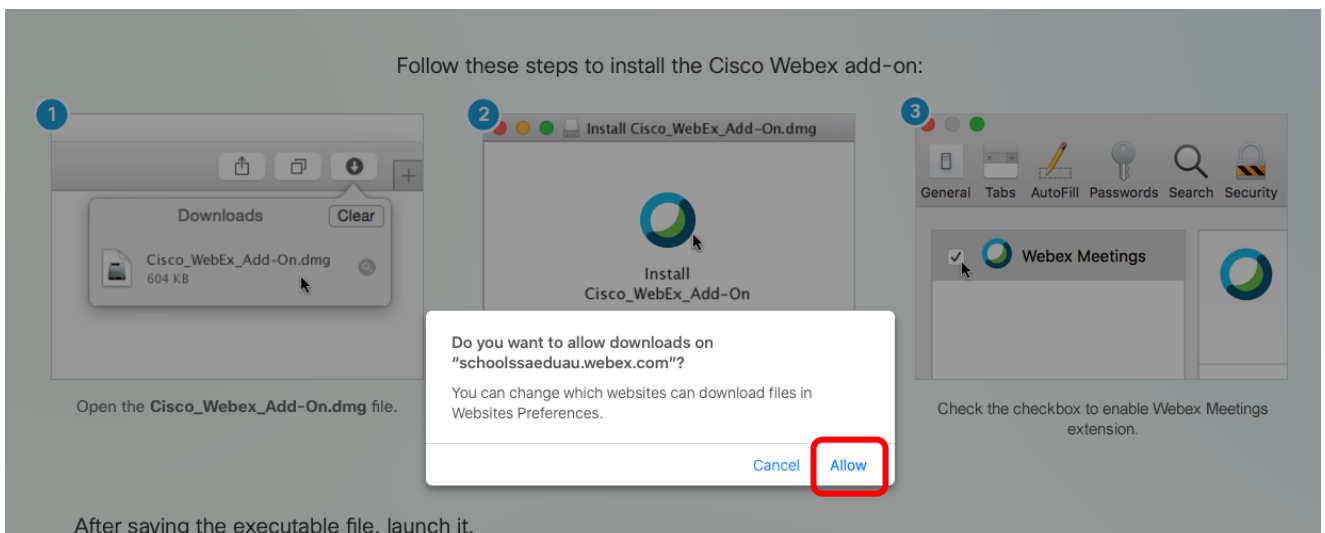 Follow these steps to install the Cisco Webex add-on:
1
Downloads
Clear
Cisco_WebEx_Add-On.dmg
604 KB
Open the Cisco_Webex_Add-On.dmg file.
2
Install Cisco_WebEx_Add-On.dmg
Install
Cisco_WebEx_Add-On
3
General Tabs AutoFill Passwords Search Security
Webex Meetings
Check the checkbox to enable Webex Meetings
extension.
Do you want to allow downloads on
“schoolssaeduau.webex.com”?
You can change which websites can download files in
Websites Preferences.
Cancel Allow
After saving the executable file, launch it.